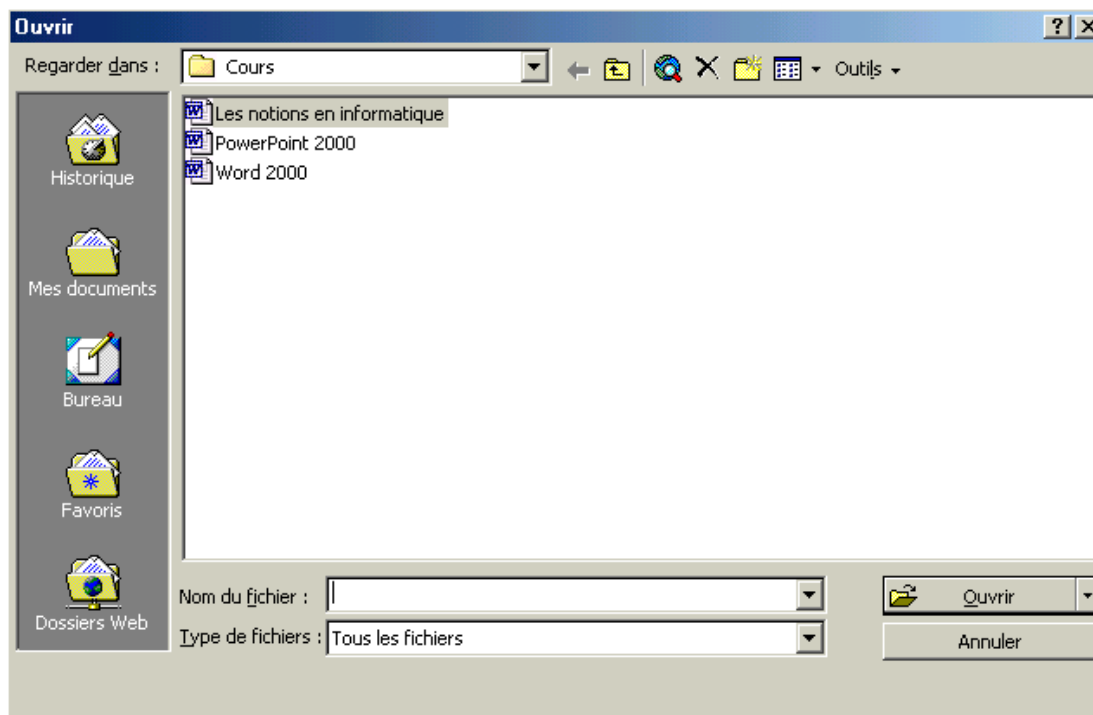 Ouvrir
Regarder dans :
Cours
Outils
Les notions en informatique
PowerPoint 2000
Word 2000
Historique
Mes documents
Bureau
Favoris
Dossiers Web
Nom du fichier :
Ouvrir
Type de fichiers :
Tous les fichiers
Annuler